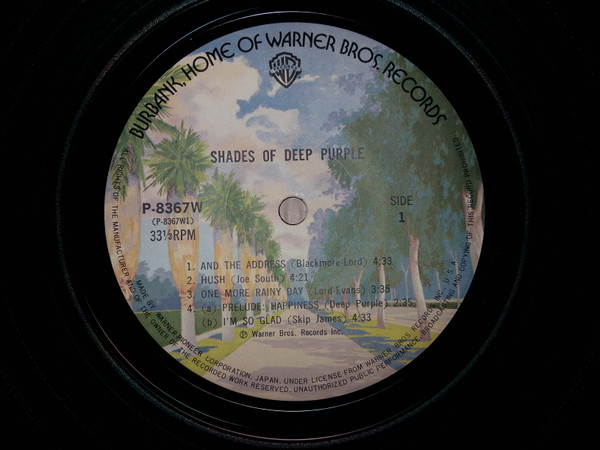 BURBANK, HOME OF WARNER BROS. RECORDS
SHADES OF DEEP PURPLE
P-8367W
(P-8367W1)
33⅓RPM
SIDE
1
1. AND THE ADDRESS (Blackmore-Lord) 4:33
2. HUSH (Joe South) 4:21
3. ONE MORE RAINY DAY (Lord-Evans) 3:35
4. (a) PRELUDE: HAPPINESS (Deep Purple) 2:35
(b) I'M SO GLAD (Skip James) 4:33
Ⓟ Warner Bros. Records Inc.
MADE BY WARNER-PIONEER CORPORATION, JAPAN. UNDER LICENSE FROM WARNER BROS RECORDS INC., U.S.A.
ALL RIGHTS OF THE MANUFACTURER AND OF THE OWNER OF THE RECORDED WORK RESERVED. UNAUTHORIZED PUBLIC PERFORMANCE, BROADCASTING AND COPYING OF THIS RECORD PROHIBITED